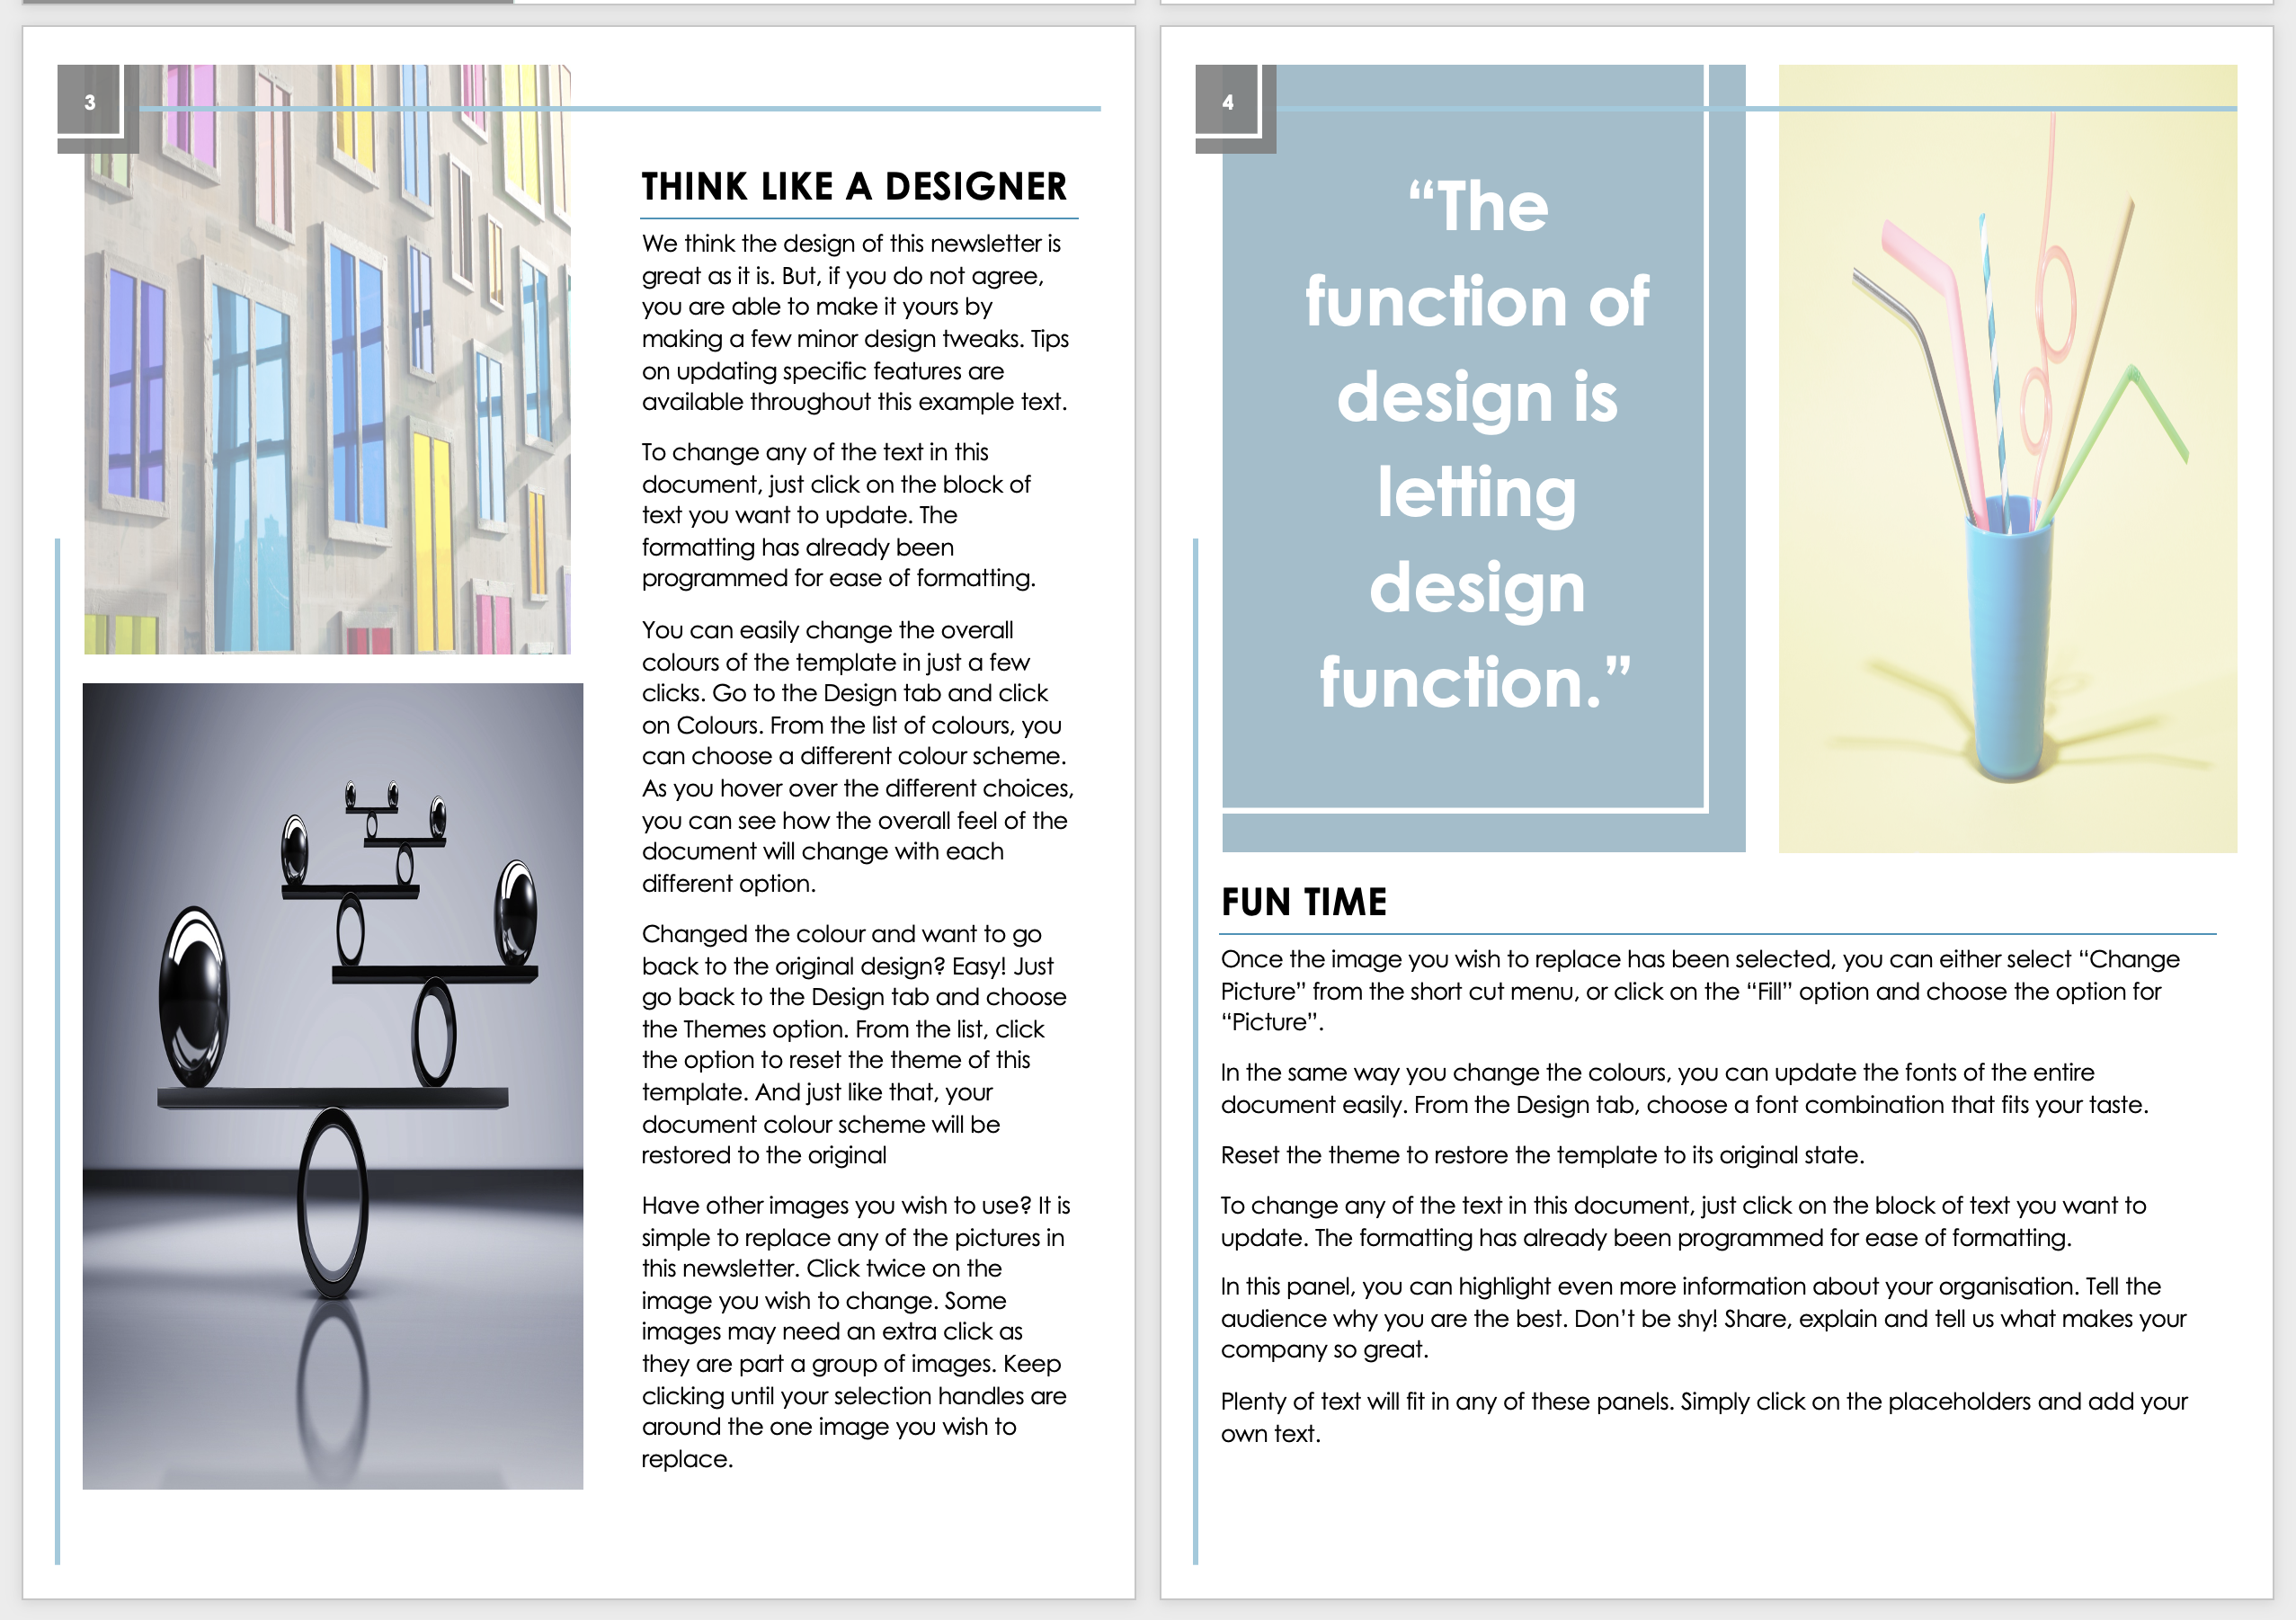 3
THINK LIKE A DESIGNER
We think the design of this newsletter is
great as it is. But, if you do not agree,
you are able to make it yours by
making a few minor design tweaks. Tips
on updating specific features are
available throughout this example text.
To change any of the text in this
document, just click on the block of
text you want to update. The
formatting has already been
programmed for ease of formatting.
You can easily change the overall
colours of the template in just a few
clicks. Go to the Design tab and click
on Colours. From the list of colours, you
can choose a different colour scheme.
As you hover over the different choices,
you can see how the overall feel of the
document will change with each
different option.
Changed the colour and want to go
back to the original design? Easy! Just
go back to the Design tab and choose
the Themes option. From the list, click
the option to reset the theme of this
template. And just like that, your
document colour scheme will be
restored to the original
Have other images you wish to use? It is
simple to replace any of the pictures in
this newsletter. Click twice on the
image you wish to change. Some
images may need an extra click as
they are part a group of images. Keep
clicking until your selection handles are
around the one image you wish to
replace.
4
“The
function of
design is
letting
design
function.”
FUN TIME
Once the image you wish to replace has been selected, you can either select “Change
Picture” from the short cut menu, or click on the “Fill” option and choose the option for
“Picture”.
In the same way you change the colours, you can update the fonts of the entire
document easily. From the Design tab, choose a font combination that fits your taste.
Reset the theme to restore the template to its original state.
To change any of the text in this document, just click on the block of text you want to
update. The formatting has already been programmed for ease of formatting.
In this panel, you can highlight even more information about your organisation. Tell the
audience why you are the best. Don’t be shy! Share, explain and tell us what makes your
company so great.
Plenty of text will fit in any of these panels. Simply click on the placeholders and add your
own text.